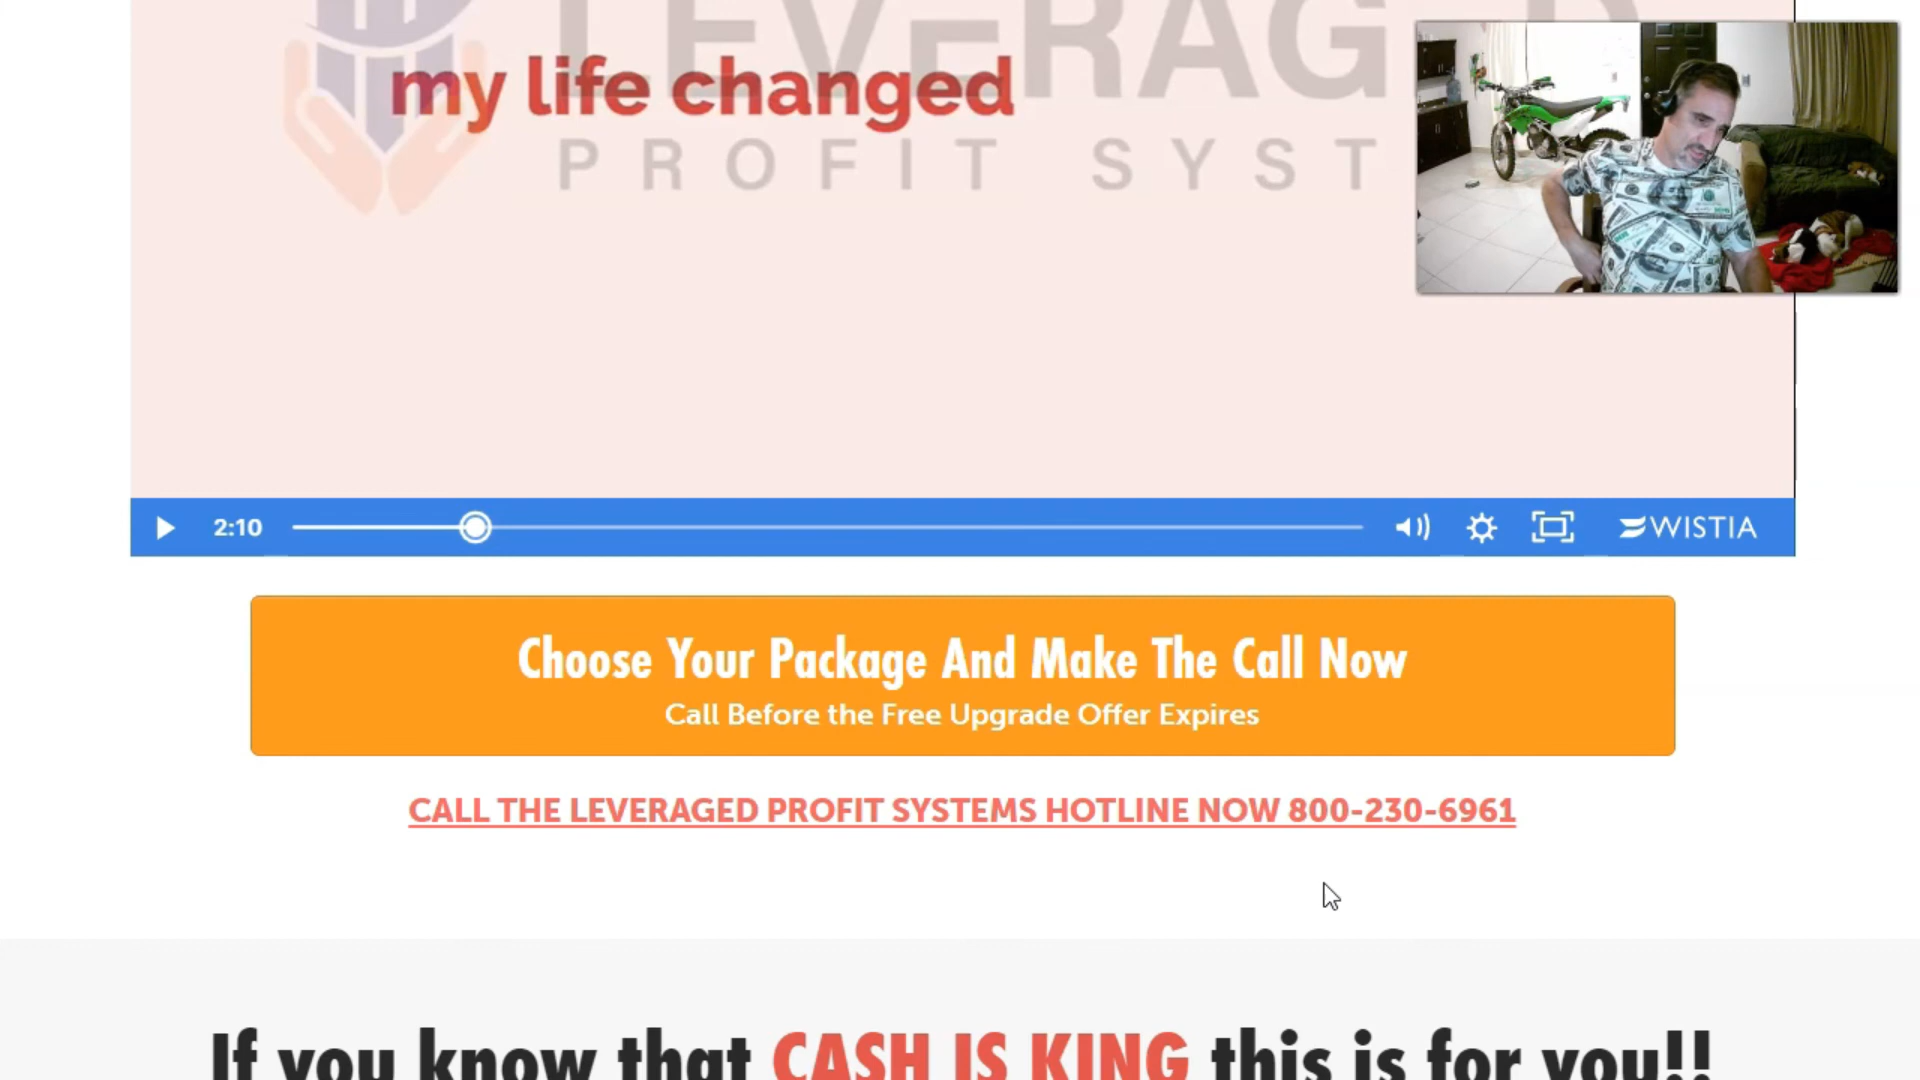 LEVERAGED
my life changed
PROFIT SYST
2:10
WISTIA
Choose Your Package And Make The Call Now
Call Before the Free Upgrade Offer Expires
CALL THE LEVERAGED PROFIT SYSTEMS HOTLINE NOW 800-230-6961
If you know that CASH IS KING this is for you!!